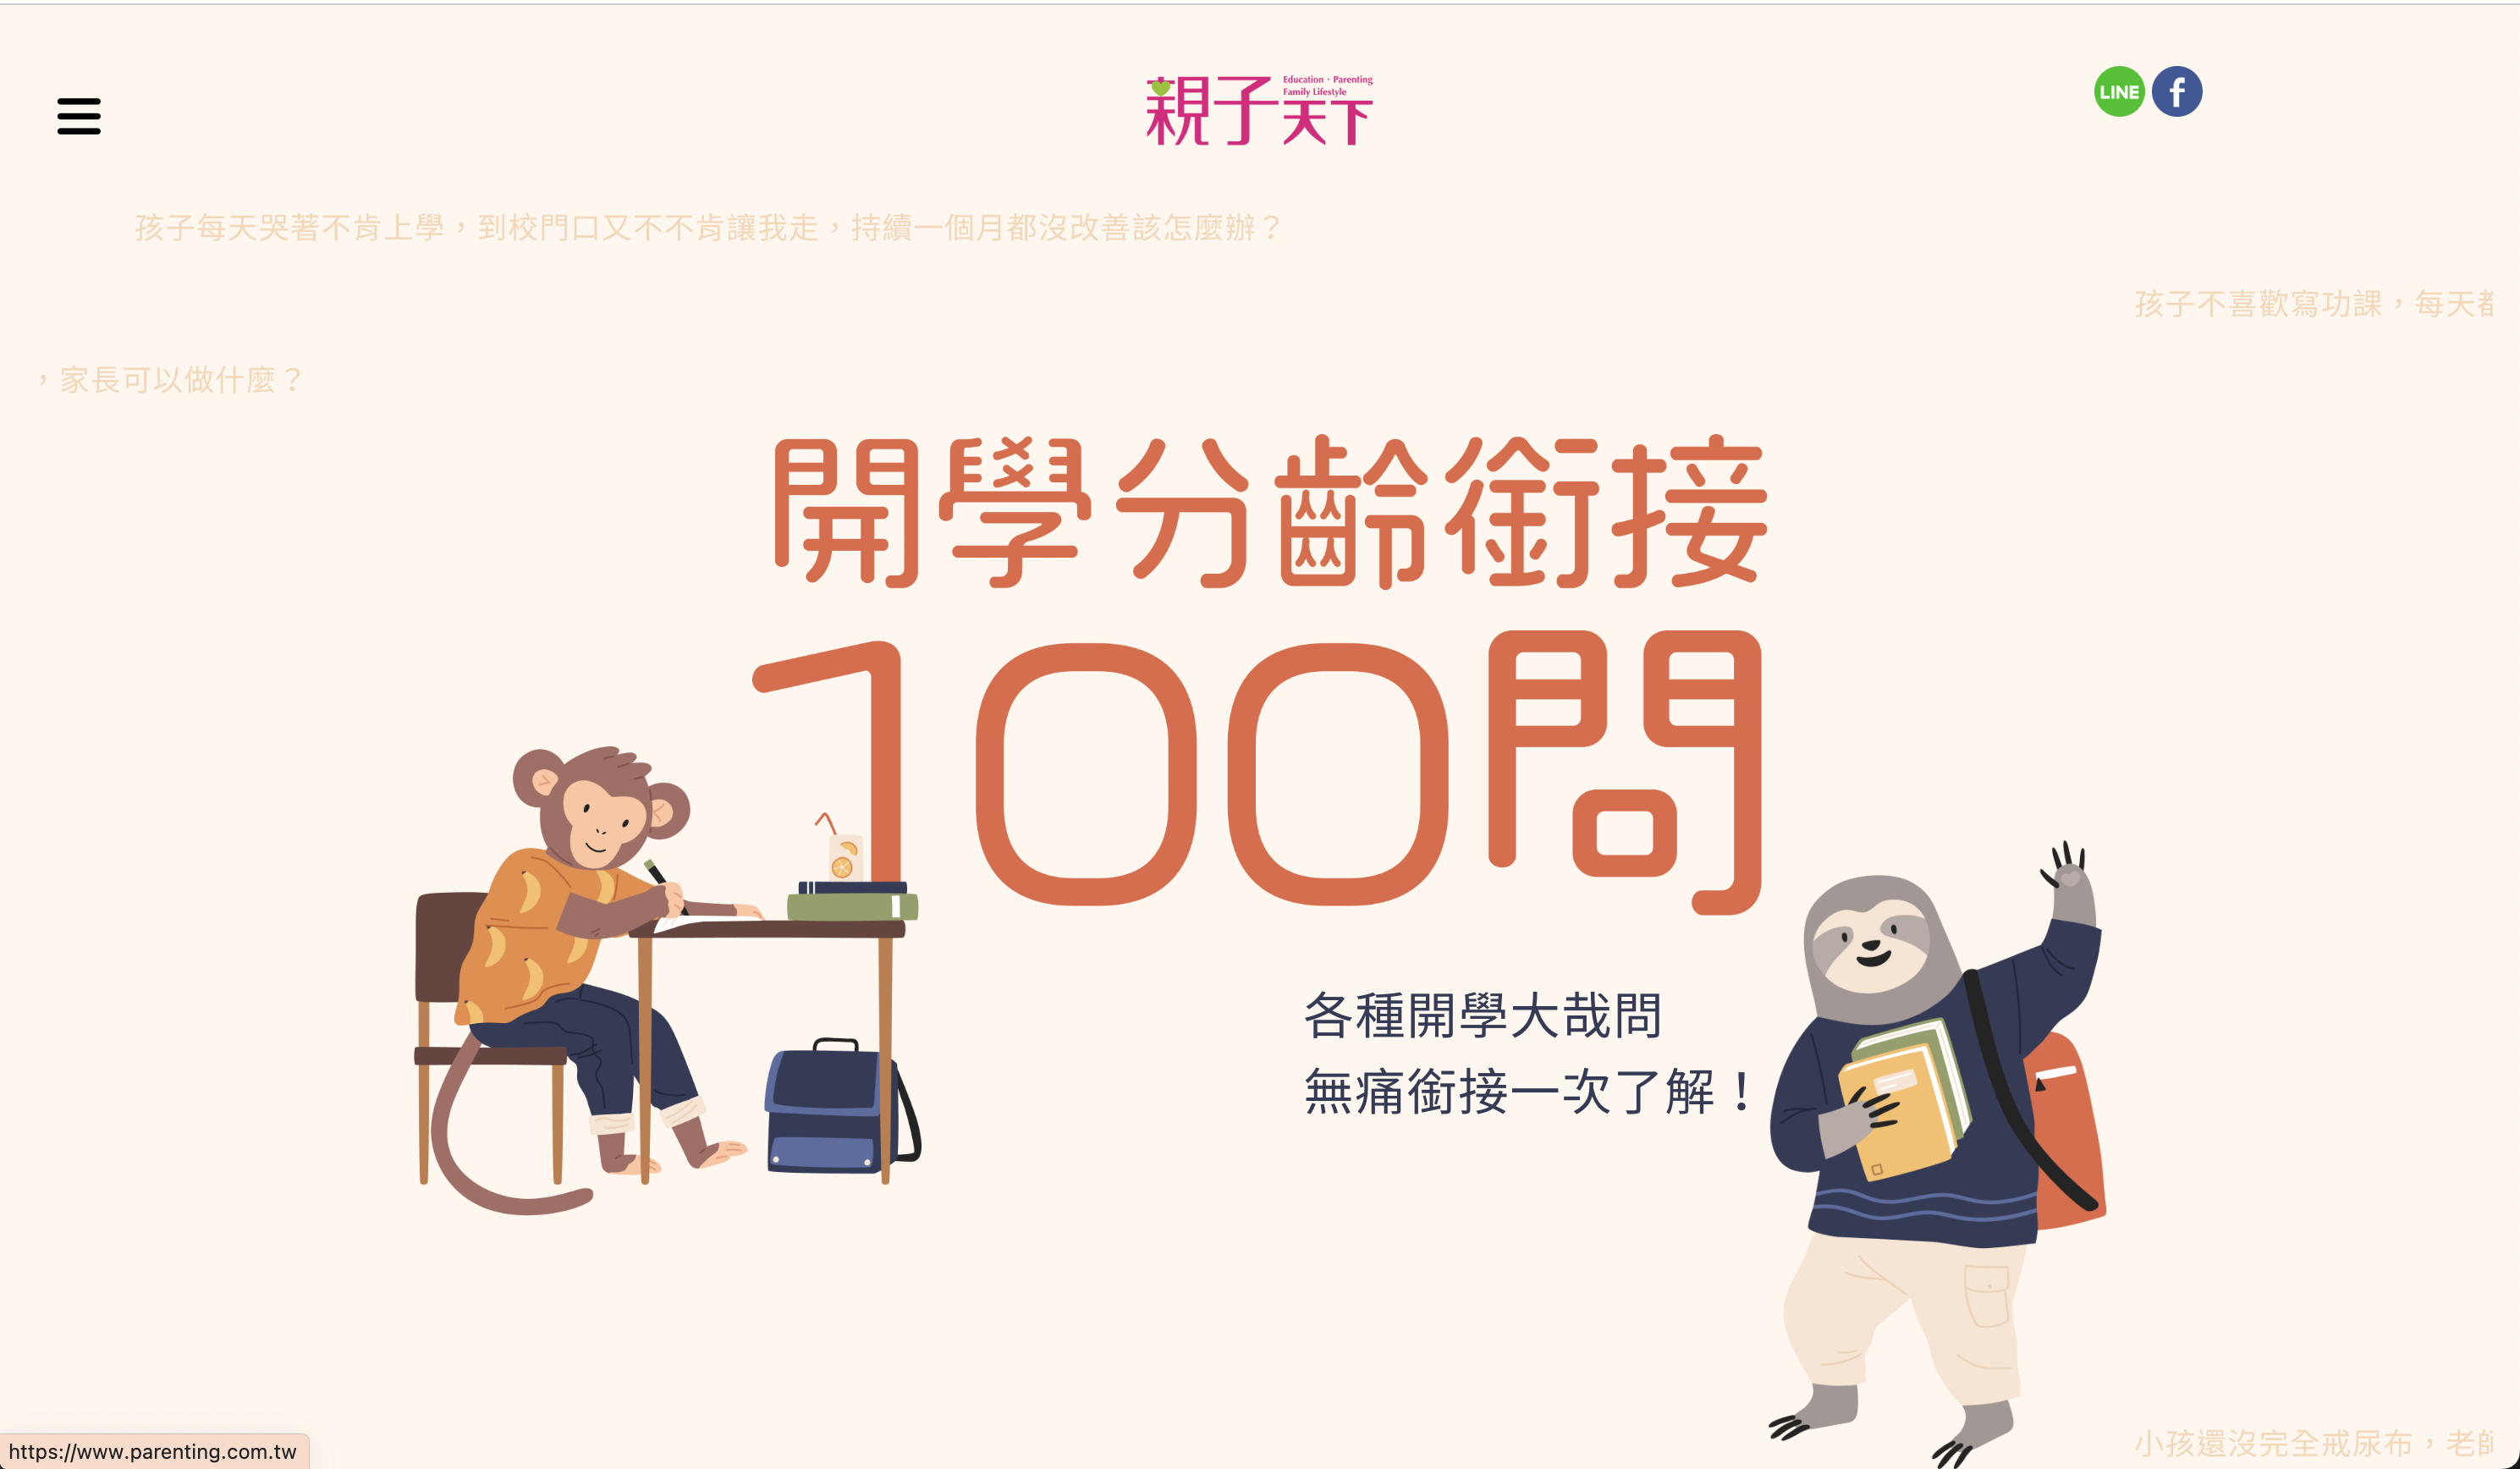 親子天下
Education · Parenting
Family Lifestyle
LINE
f
孩子每天哭著不肯上學，到校門口又不不肯讓我走，持續一個月都沒改善該怎麼辦？
孩子不喜歡寫功課，每天都
，家長可以做什麼？
開學分齡銜接
100問
各種開學大哉問
無痛銜接一次了解！
小孩還沒完全戒尿布，老師
https://www.parenting.com.tw